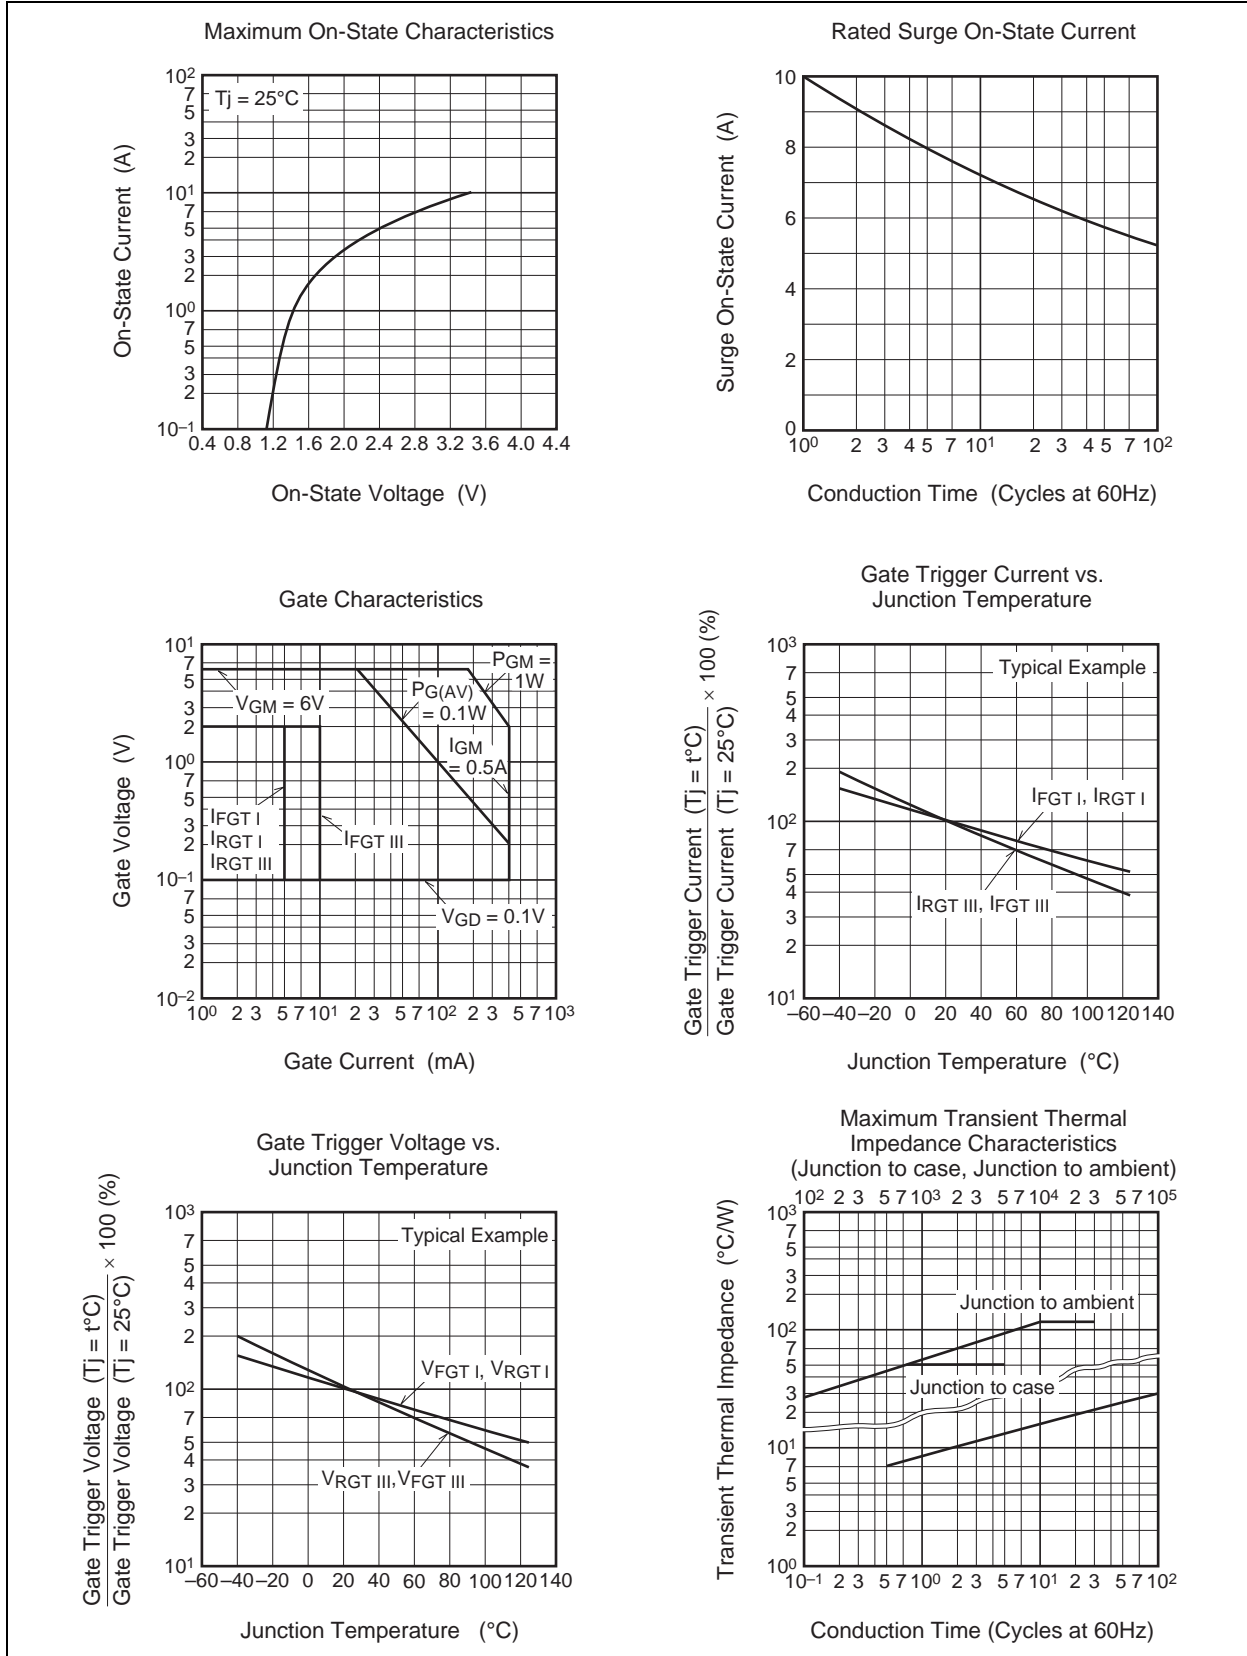 Maximum On-State Characteristics
On-State Current (A)
10²
7
5
3
2
10¹
7
5
3
2
10⁰
7
5
3
2
10–¹
Tj = 25°C
0.4 0.8 1.2 1.6 2.0 2.4 2.8 3.2 3.6 4.0 4.4
On-State Voltage (V)
Rated Surge On-State Current
Surge On-State Current (A)
10
8
6
4
2
0
10⁰ 2 3 4 5 7 10¹ 2 3 4 5 7 10²
Conduction Time (Cycles at 60Hz)
Gate Characteristics
Gate Voltage (V)
10¹
7
5
3
2
10⁰
7
5
3
2
10–¹
7
5
3
2
10–²
PGM =
1W
PG(AV)
= 0.1W
VGM = 6V
IGM
= 0.5A
IFGT I
IRGT I
IRGT III
IFGT III
VGD = 0.1V
10⁰ 2 3 5 7 10¹ 2 3 5 7 10² 2 3 5 7 10³
Gate Current (mA)
Gate Trigger Current vs.
Junction Temperature
Gate Trigger Current (Tj = t°C)
Gate Trigger Current (Tj = 25°C)
× 100 (%)
10³
7
5
4
3
2
10²
7
5
4
3
2
10¹
Typical Example
IFGT I, IRGT I
IRGT III, IFGT III
–60 –40 –20 0 20 40 60 80 100 120 140
Junction Temperature (°C)
Gate Trigger Voltage vs.
Junction Temperature
Gate Trigger Voltage (Tj = t°C)
Gate Trigger Voltage (Tj = 25°C)
× 100 (%)
10³
7
5
4
3
2
10²
7
5
4
3
2
10¹
Typical Example
VFGT I, VRGT I
VRGT III,VFGT III
–60 –40 –20 0 20 40 60 80 100 120 140
Junction Temperature (°C)
Maximum Transient Thermal
Impedance Characteristics
(Junction to case, Junction to ambient)
Transient Thermal Impedance (°C/W)
10² 2 3 5 7 10³ 2 3 5 7 10⁴ 2 3 5 7 10⁵
10³
7
5
3
2
10²
7
5
3
2
10¹
7
5
3
2
10⁰
Junction to ambient
Junction to case
10–¹ 2 3 5 7 10⁰ 2 3 5 7 10¹ 2 3 5 7 10²
Conduction Time (Cycles at 60Hz)